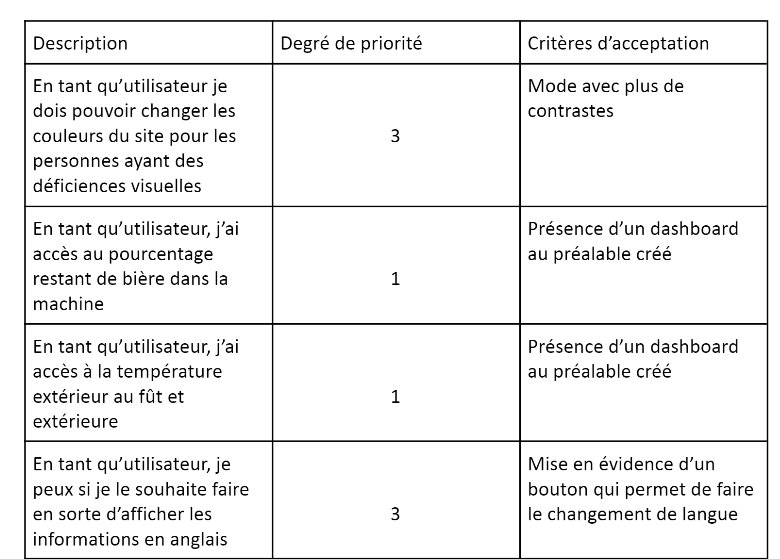 Description
Degré de priorité
Critères d'acceptation
En tant qu'utilisateur je
dois pouvoir changer les
couleurs du site pour les
personnes ayant des
déficiences visuelles
3
Mode avec plus de
contrastes
En tant qu'utilisateur, j'ai
accès au pourcentage
restant de bière dans la
machine
1
Présence d'un dashboard
au préalable créé
En tant qu'utilisateur, j'ai
accès à la température
extérieur au fût et
extérieure
1
Présence d'un dashboard
au préalable créé
En tant qu'utilisateur, je
peux si je le souhaite faire
en sorte d'afficher les
informations en anglais
3
Mise en évidence d'un
bouton qui permet de faire
le changement de langue